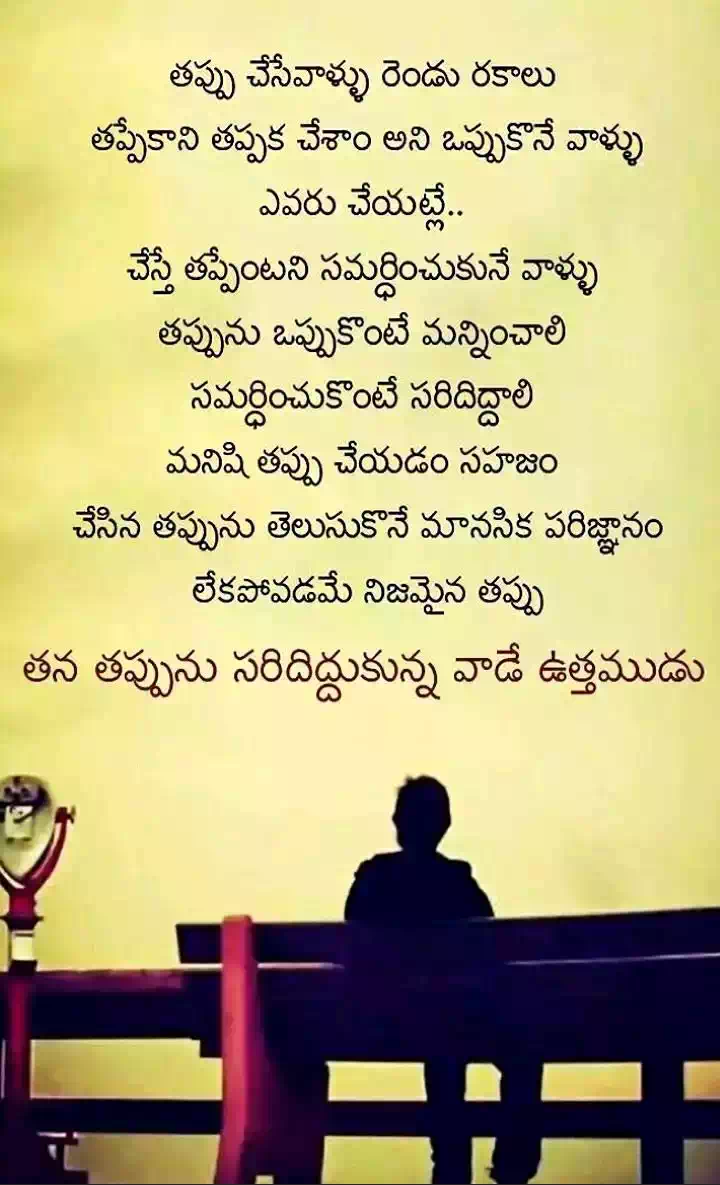 తప్పు చేసేవాళ్ళు రెండు రకాలు
తప్పేకాని తప్పక చేశాం అని ఒప్పుకొనే వాళ్ళు
ఎవరు చేయట్లే..
చేస్తే తప్పేంటని సమర్ధించుకునే వాళ్ళు
తప్పును ఒప్పుకొంటే మన్నించాలి
సమర్ధించుకొంటే సరిదిద్దాలి
మనిషి తప్పు చేయడం సహజం
చేసిన తప్పును తెలుసుకొనే మానసిక పరిజ్ఞానం
లేకపోవడమే నిజమైన తప్పు
తన తప్పును సరిదిద్దుకున్న వాడే ఉత్తముడు